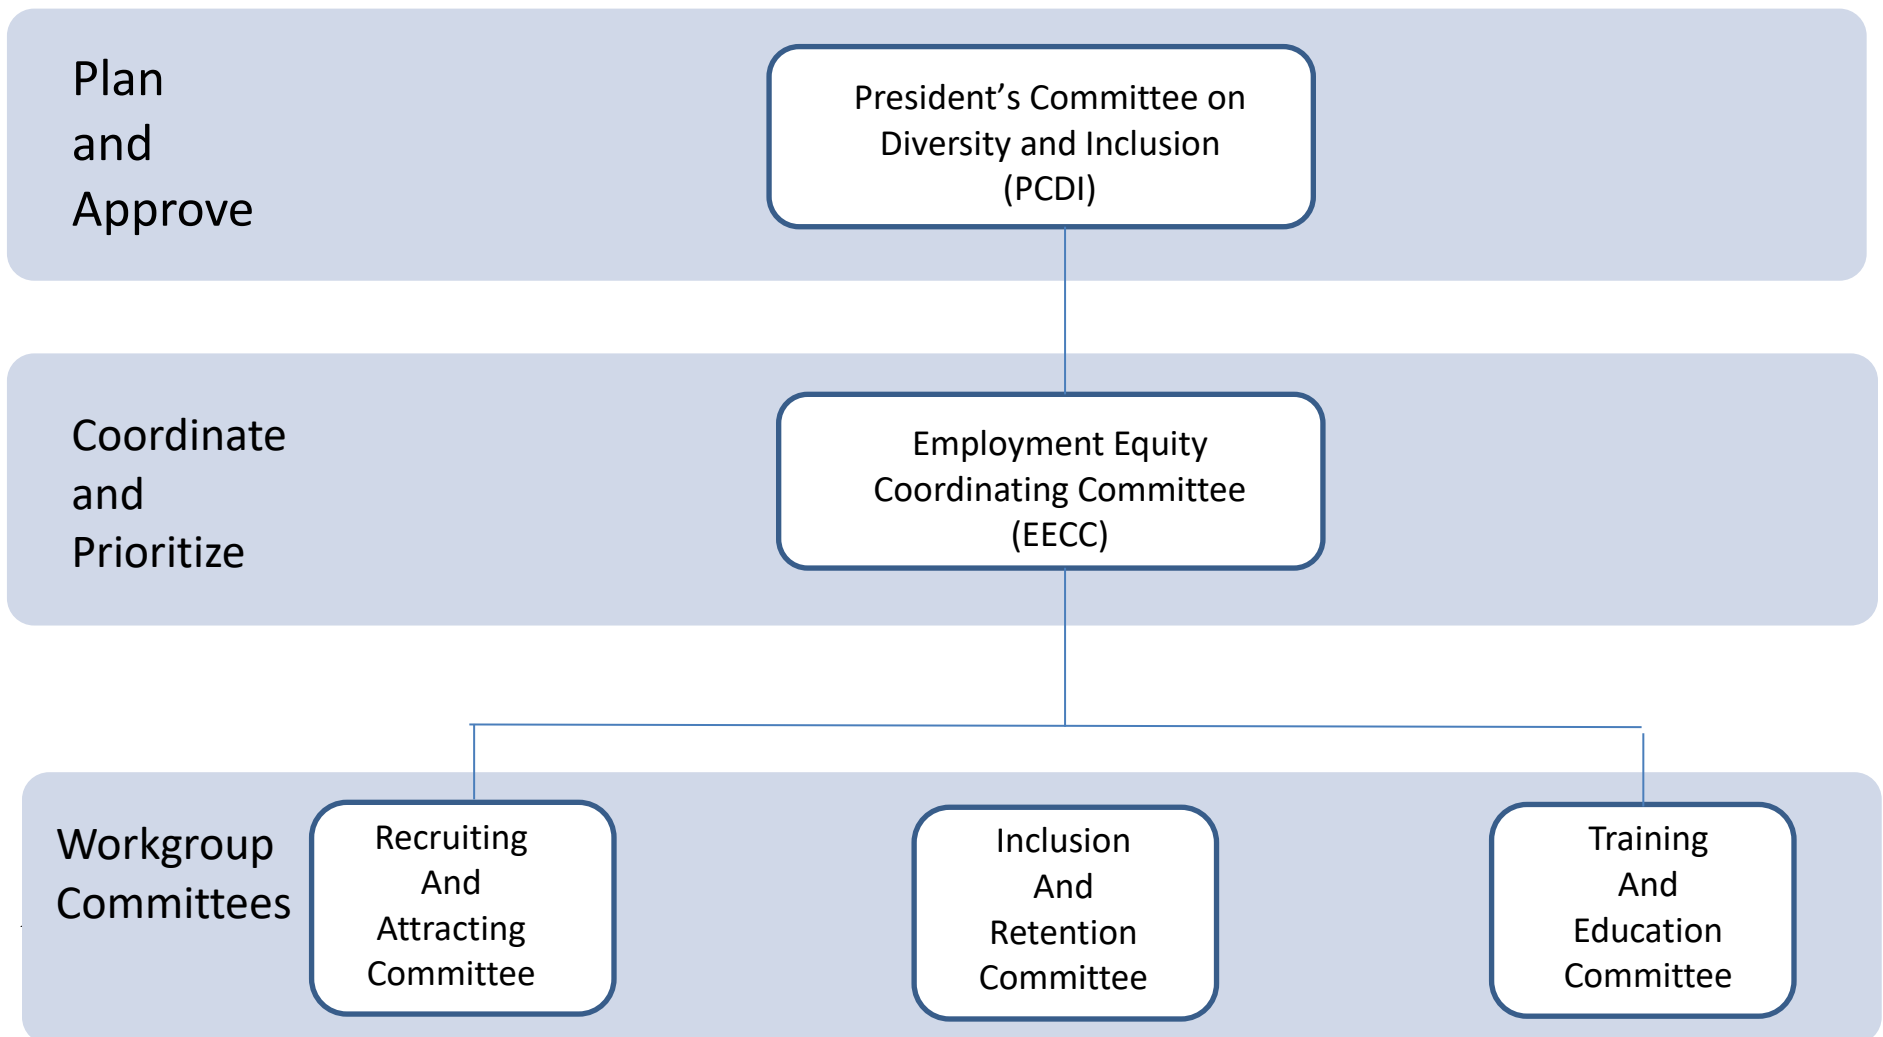 Plan
and
Approve
President’s Committee on
Diversity and Inclusion
(PCDI)
Coordinate
and
Prioritize
Employment Equity
Coordinating Committee
(EECC)
Workgroup
Committees
Recruiting
And
Attracting
Committee
Inclusion
And
Retention
Committee
Training
And
Education
Committee